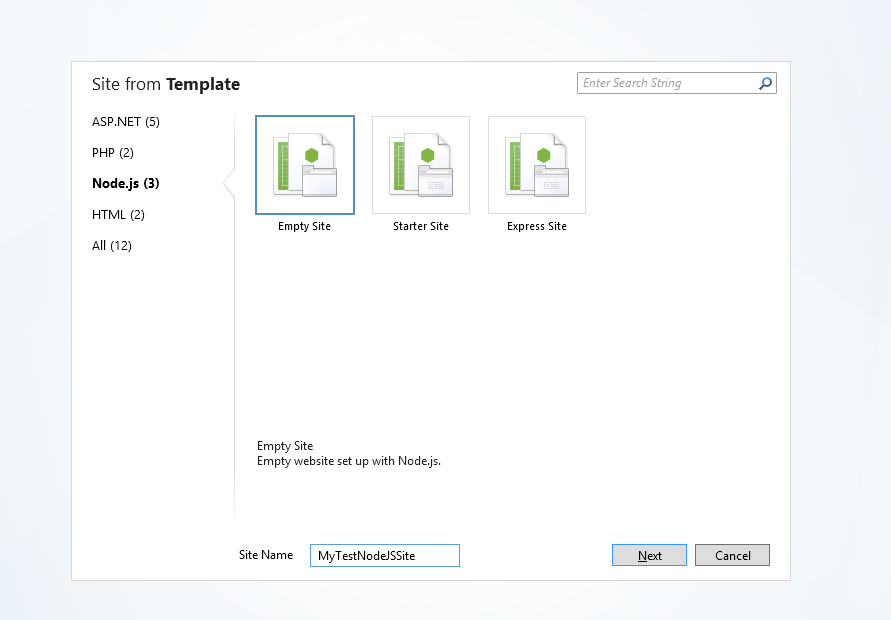 Site from Template
Enter Search String
ASP.NET (5)
PHP (2)
Node.js (3)
HTML (2)
All (12)
Empty Site
Starter Site
Express Site
Empty Site
Empty website set up with Node.js.
Site Name
MyTestNodeJSSite
Next
Cancel